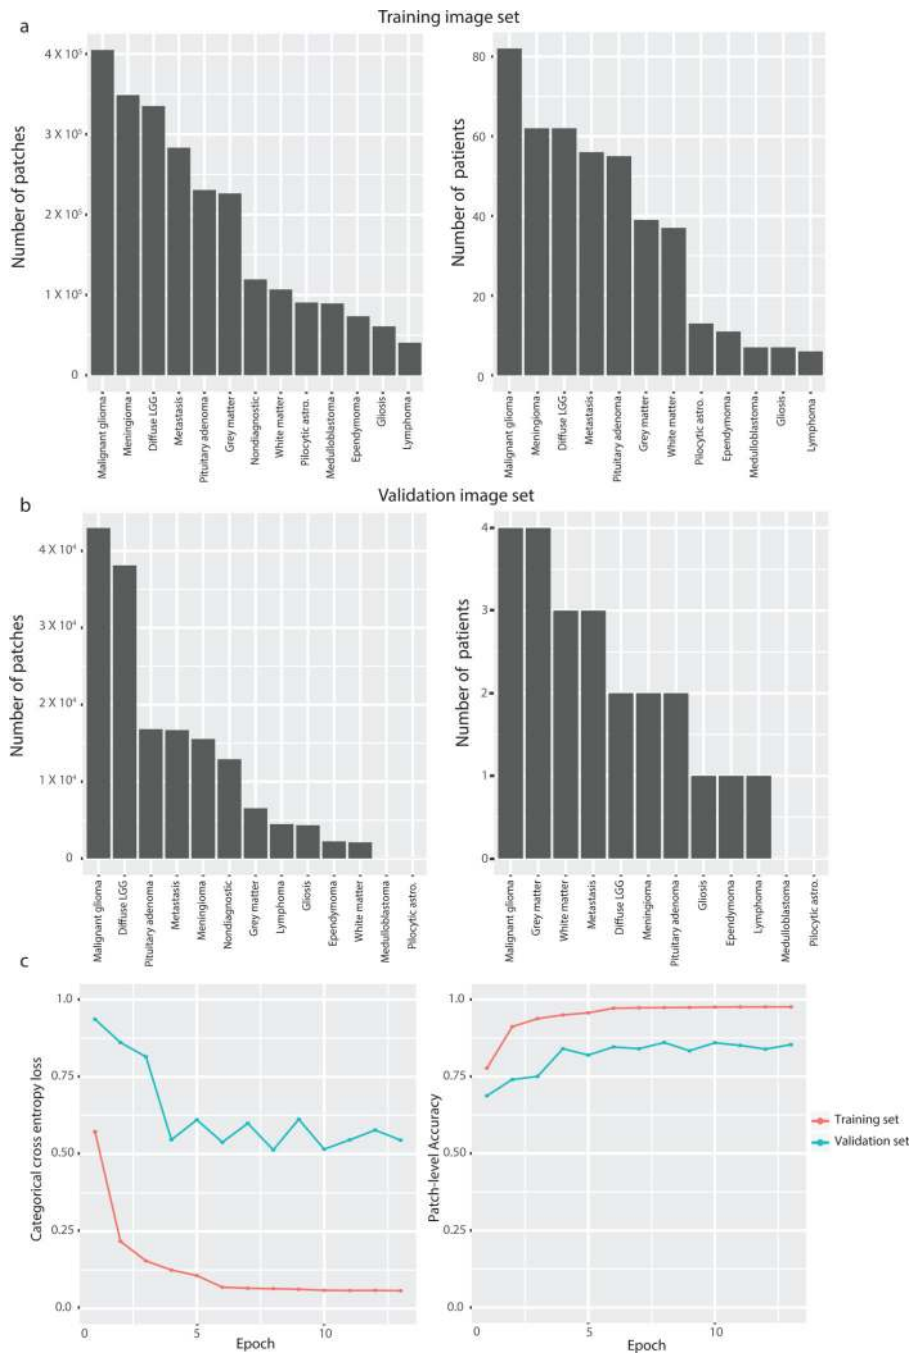 Training image set
a
Number of patches
4 X 10⁵
3 X 10⁵
2 X 10⁵
1 X 10⁵
0
Malignant glioma
Meningioma
Diffuse LGG
Metastasis
Pituitary adenoma
Grey matter
Nondiagnostic
White matter
Pilocytic astro.
Medulloblastoma
Ependymoma
Gliosis
Lymphoma
Number of patients
80
60
40
20
0
Malignant glioma
Meningioma
Diffuse LGG
Metastasis
Pituitary adenoma
Grey matter
White matter
Pilocytic astro.
Ependymoma
Medulloblastoma
Gliosis
Lymphoma
Validation image set
b
Number of patches
4 X 10⁴
3 X 10⁴
2 X 10⁴
1 X 10⁴
0
Malignant glioma
Diffuse LGG
Pituitary adenoma
Metastasis
Meningioma
Nondiagnostic
Grey matter
Lymphoma
Gliosis
Ependymoma
White matter
Medulloblastoma
Pilocytic astro.
Number of patients
4
3
2
1
0
Malignant glioma
Grey matter
White matter
Metastasis
Diffuse LGG
Meningioma
Pituitary adenoma
Gliosis
Ependymoma
Lymphoma
Medulloblastoma
Pilocytic astro.
c
Categorical cross entropy loss
1.0
0.75
0.50
0.25
0.0
0
5
10
Epoch
Patch-level Accuracy
1.0
0.75
0.50
0.25
0.0
0
5
10
Epoch
Training set
Validation set